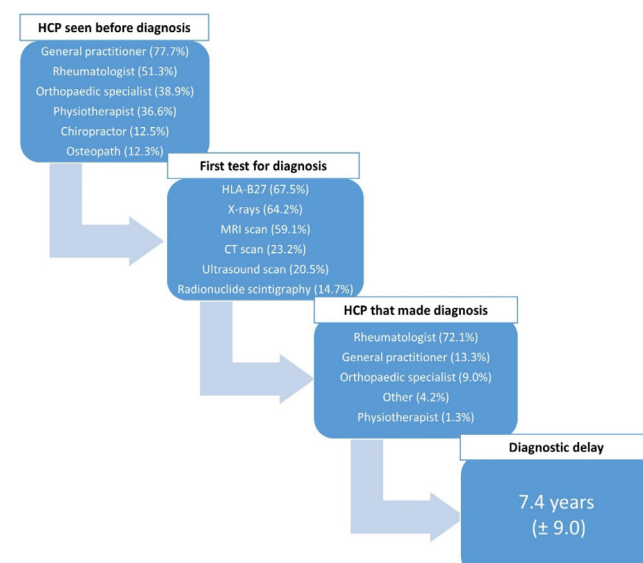 HCP seen before diagnosis
General practitioner (77.7%)
Rheumatologist (51.3%)
Orthopaedic specialist (38.9%)
Physiotherapist (36.6%)
Chiropractor (12.5%)
Osteopath (12.3%)
First test for diagnosis
HLA-B27 (67.5%)
X-rays (64.2%)
MRI scan (59.1%)
CT scan (23.2%)
Ultrasound scan (20.5%)
Radionuclide scintigraphy (14.7%)
HCP that made diagnosis
Rheumatologist (72.1%)
General practitioner (13.3%)
Orthopaedic specialist (9.0%)
Other (4.2%)
Physiotherapist (1.3%)
Diagnostic delay
7.4 years
(± 9.0)